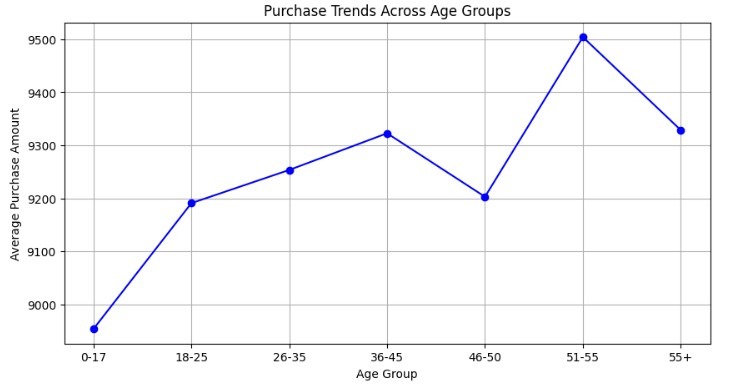 Purchase Trends Across Age Groups
Average Purchase Amount
9500
9400
9300
9200
9100
9000
0-17 18-25 26-35 36-45 46-50 51-55 55+
Age Group